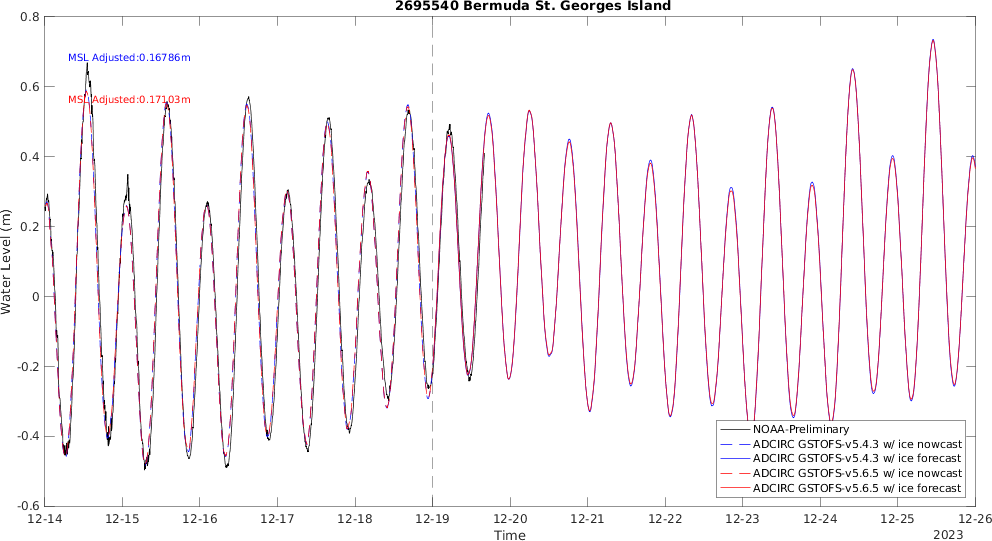 2695540 Bermuda St. Georges Island
0.8
0.6
0.4
0.2
0
-0.2
-0.4
-0.6
Water Level (m)
MSL Adjusted:0.16786m
MSL Adjusted:0.17103m
NOAA-Preliminary
ADCIRC GSTOFS-v5.4.3 w/ ice nowcast
ADCIRC GSTOFS-v5.4.3 w/ ice forecast
ADCIRC GSTOFS-v5.6.5 w/ ice nowcast
ADCIRC GSTOFS-v5.6.5 w/ ice forecast
12-14 12-15 12-16 12-17 12-18 12-19 12-20 12-21 12-22 12-23 12-24 12-25 12-26
Time 2023